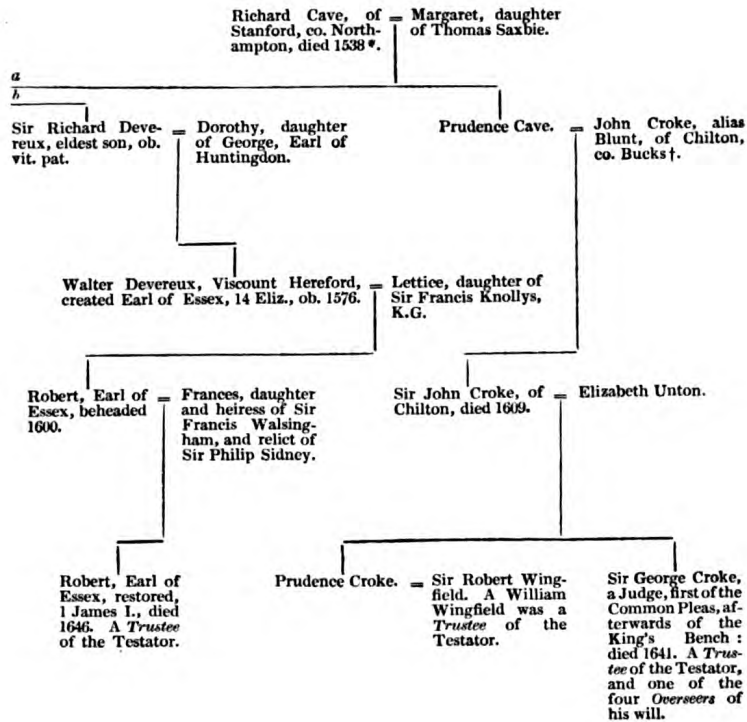 Richard Cave, of
Stanford, co. North-
ampton, died 1538*.
=
Margaret, daughter
of Thomas Saxbie.
a
b
Sir Richard Deve-
reux, eldest son, ob.
vit. pat.
=
Dorothy, daughter
of George, Earl of
Huntingdon.
Prudence Cave.
=
John Croke, alias
Blunt, of Chilton,
co. Bucks†.
Walter Devereux, Viscount Hereford,
created Earl of Essex, 14 Eliz., ob. 1576.
=
Lettice, daughter of
Sir Francis Knollys,
K.G.
Robert, Earl of
Essex, beheaded
1600.
=
Frances, daughter
and heiress of Sir
Francis Walsing-
ham, and relict of
Sir Philip Sidney.
Sir John Croke, of
Chilton, died 1609.
=
Elizabeth Unton.
Robert, Earl of
Essex, restored,
1 James I., died
1646. A Trustee
of the Testator.
Prudence Croke.
=
Sir Robert Wing-
field. A William
Wingfield was a
Trustee of the
Testator.
Sir George Croke,
a Judge, first of the
Common Pleas, af-
terwards of the
King's Bench :
died 1641. A Trus-
tee of the Testator,
and one of the
four Overseers of
his will.